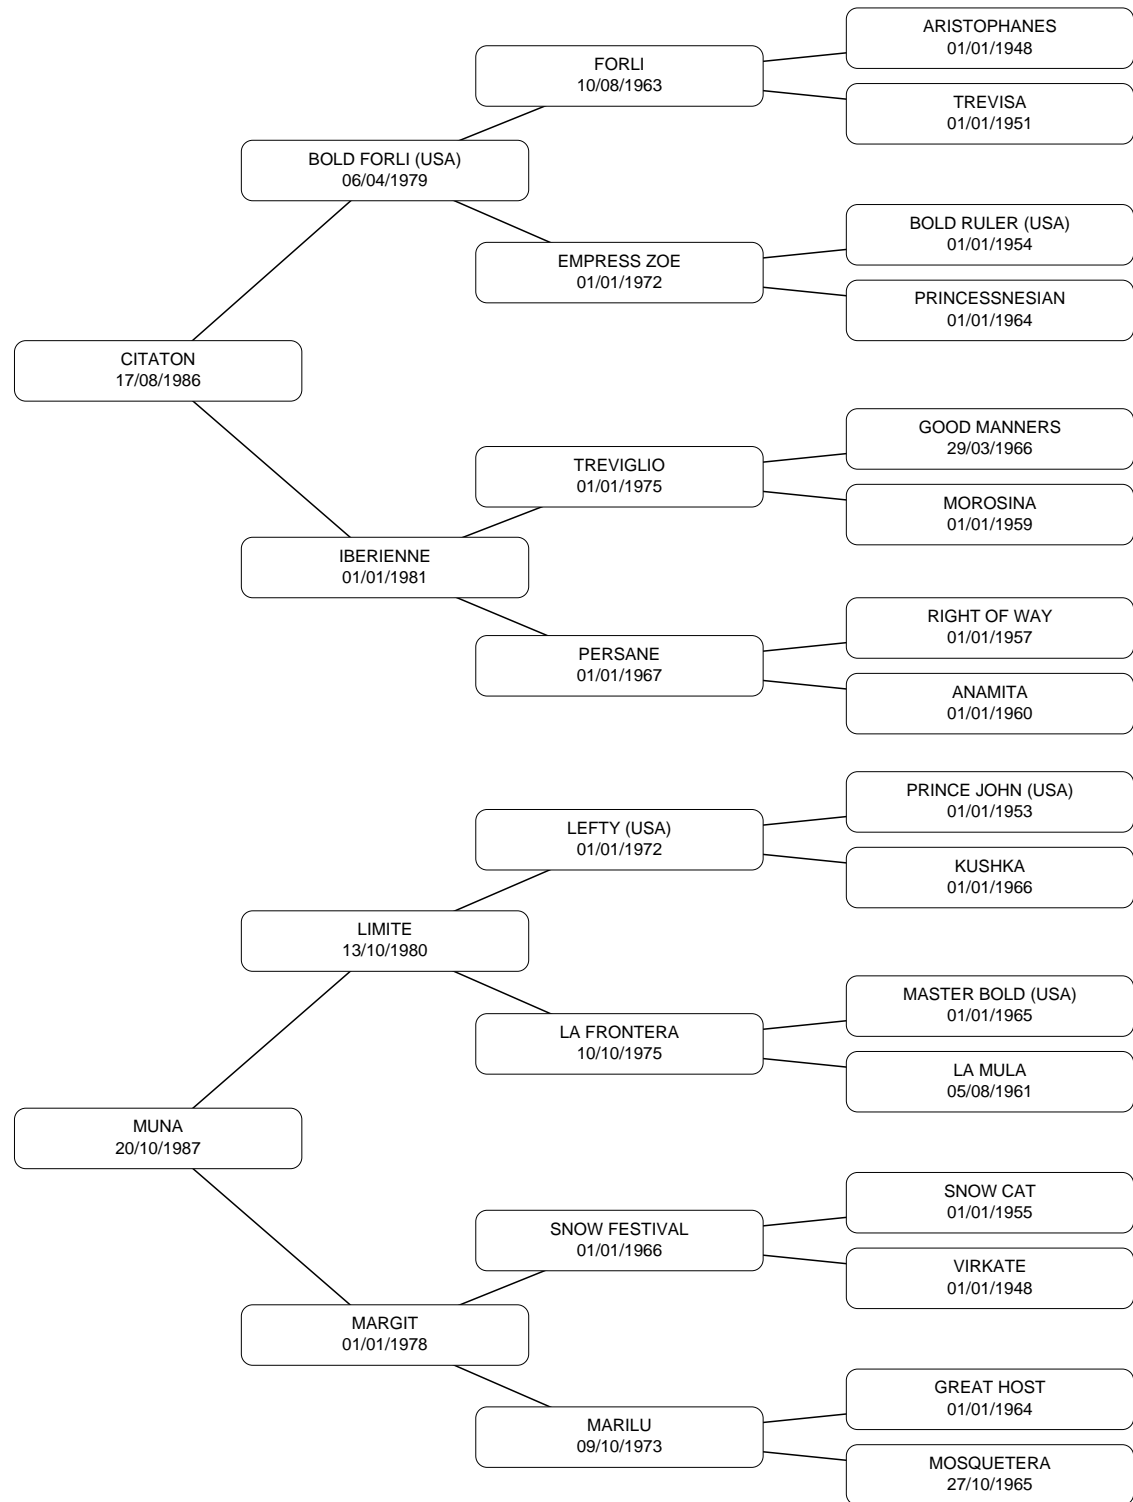 ARISTOPHANES
01/01/1948
FORLI
10/08/1963
TREVISA
01/01/1951
BOLD FORLI (USA)
06/04/1979
BOLD RULER (USA)
01/01/1954
EMPRESS ZOE
01/01/1972
PRINCESSNESIAN
01/01/1964
CITATON
17/08/1986
GOOD MANNERS
29/03/1966
TREVIGLIO
01/01/1975
MOROSINA
01/01/1959
IBERIENNE
01/01/1981
RIGHT OF WAY
01/01/1957
PERSANE
01/01/1967
ANAMITA
01/01/1960
PRINCE JOHN (USA)
01/01/1953
LEFTY (USA)
01/01/1972
KUSHKA
01/01/1966
LIMITE
13/10/1980
MASTER BOLD (USA)
01/01/1965
LA FRONTERA
10/10/1975
LA MULA
05/08/1961
MUNA
20/10/1987
SNOW CAT
01/01/1955
SNOW FESTIVAL
01/01/1966
VIRKATE
01/01/1948
MARGIT
01/01/1978
GREAT HOST
01/01/1964
MARILU
09/10/1973
MOSQUETERA
27/10/1965